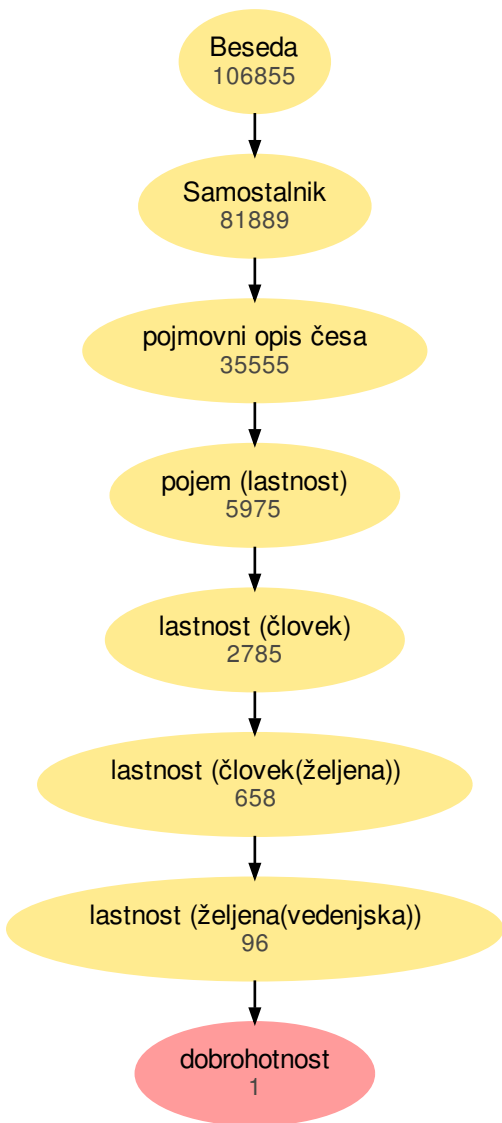 Beseda
106855
Samostalnik
81889
pojmovni opis česa
35555
pojem (lastnost)
5975
lastnost (človek)
2785
lastnost (človek(željena))
658
lastnost (željena(vedenjska))
96
dobrohotnost
1